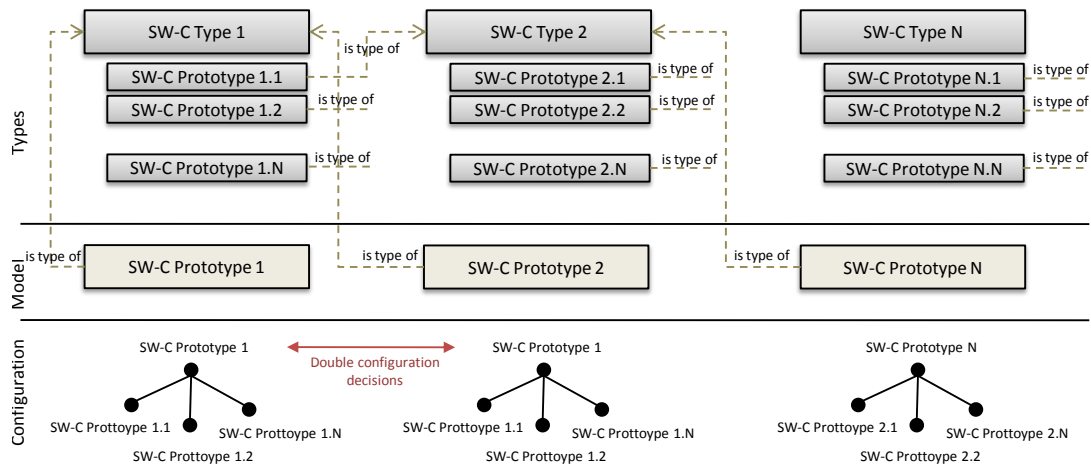 SW-C Type 1
SW-C Type 2
SW-C Type N
is type of
SW-C Prototype 1.1
SW-C Prototype 2.1
is type of
SW-C Prototype N.1
is type of
SW-C Prototype 1.2
is type of
SW-C Prototype 2.2
is type of
SW-C Prototype N.2
is type of
Types
SW-C Prototype 1.N
is type of
SW-C Prototype 2.N
is type of
SW-C Prototype N.N
is type of
Model
is type of
SW-C Prototype 1
is type of
SW-C Prototype 2
is type of
SW-C Prototype N
Configuration
SW-C Prototype 1
Double configuration
decisions
SW-C Prototype 1
SW-C Prototype N
SW-C Prottoype 1.1
SW-C Prottoype 1.N
SW-C Prottoype 1.2
SW-C Prottoype 1.1
SW-C Prottoype 1.N
SW-C Prottoype 1.2
SW-C Prottoype 2.1
SW-C Prottoype 2.N
SW-C Prottoype 2.2